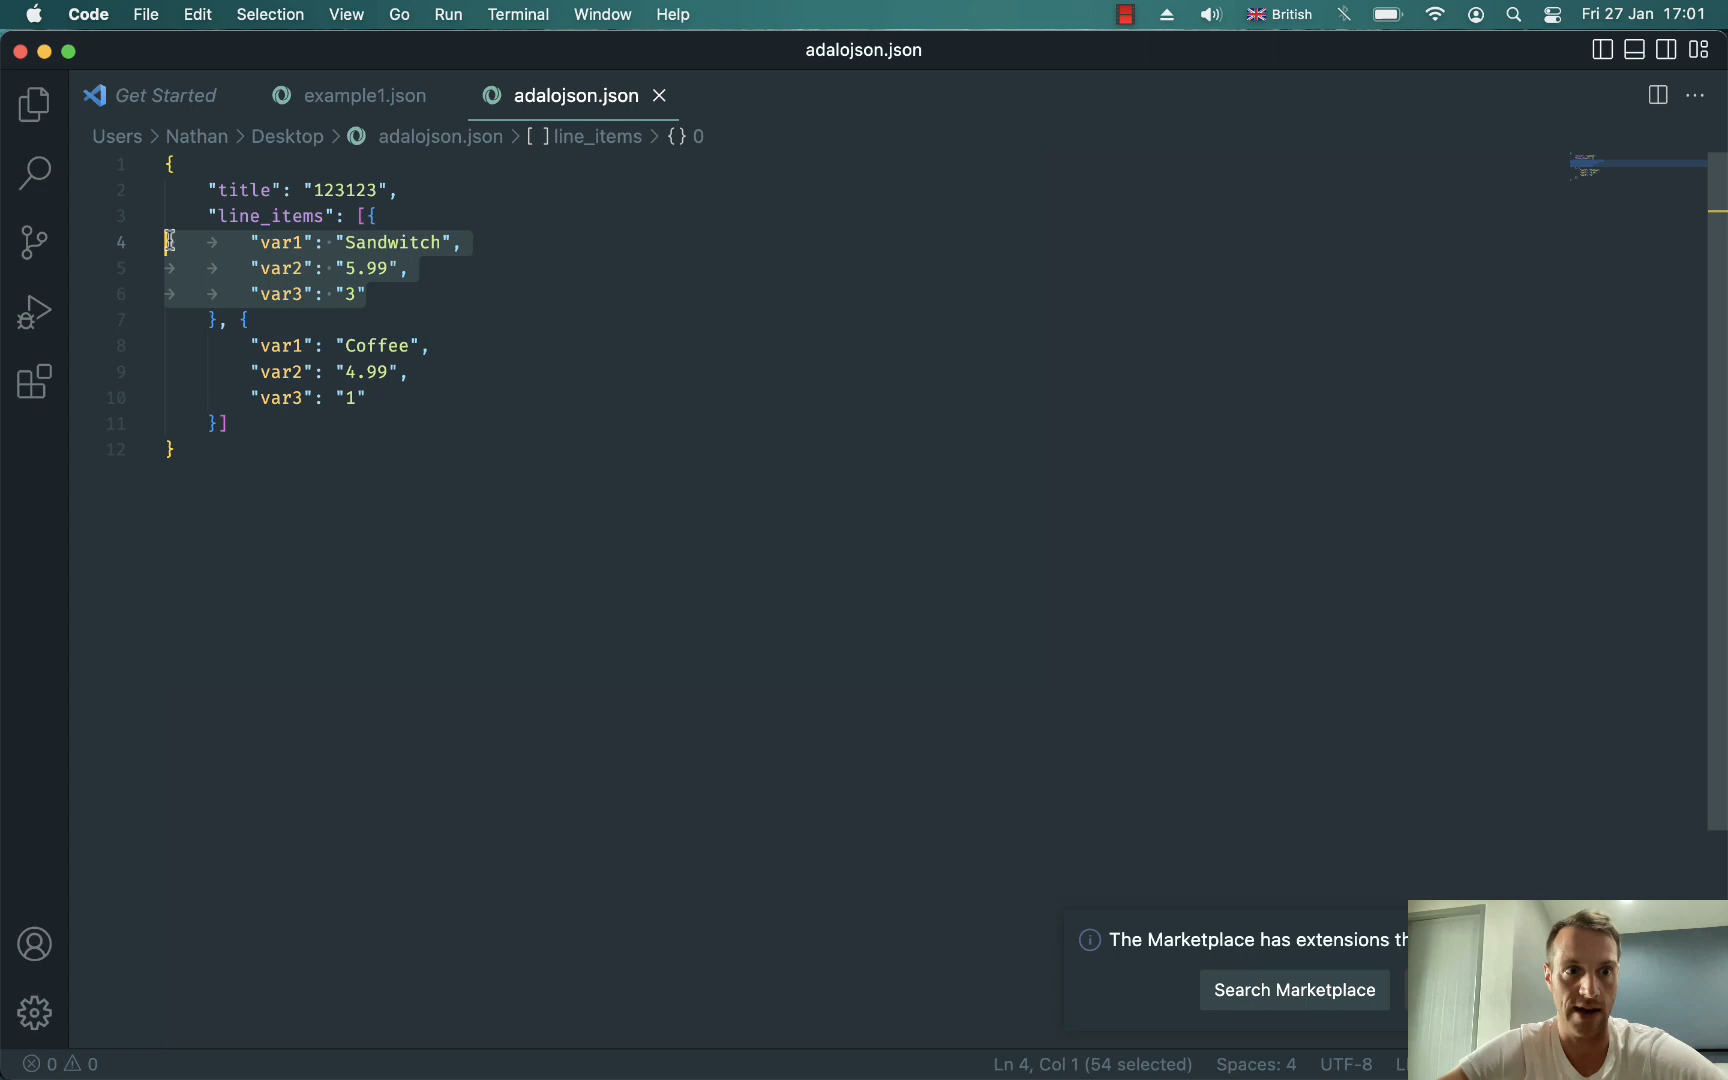 Code File Edit Selection View Go Run Terminal Window Help British Fri 27 Jan 17:01
adalojson.json
Get Started example1.json adalojson.json
Users > Nathan > Desktop > adalojson.json > [ ] line_items > {} 0
1 {
2 "title": "123123",
3 "line_items": [{
4 "var1": "Sandwitch",
5 "var2": "5.99",
6 "var3": "3"
7 }, {
8 "var1": "Coffee",
9 "var2": "4.99",
10 "var3": "1"
11 }]
12 }
The Marketplace has extensions
Search Marketplace
0 0 Ln 4, Col 1 (54 selected) Spaces: 4 UTF-8